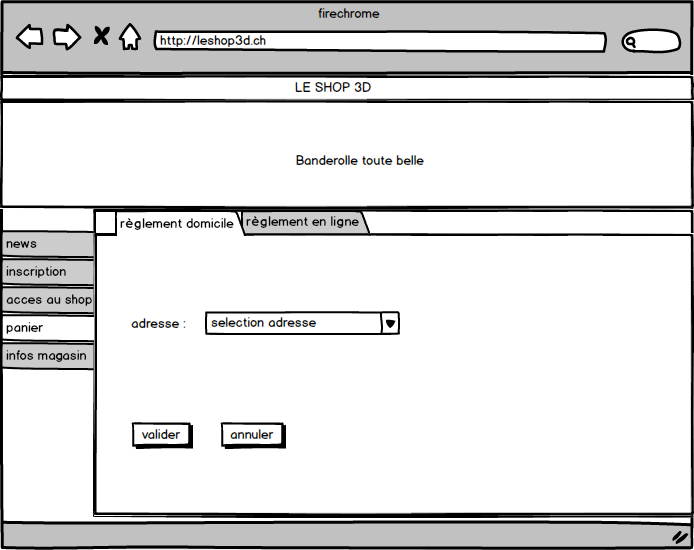 firechrome
http://leshop3d.ch
LE SHOP 3D
Banderolle toute belle
règlement domicile
règlement en ligne
news
inscription
acces au shop
panier
infos magasin
adresse :
selection adresse
valider
annuler